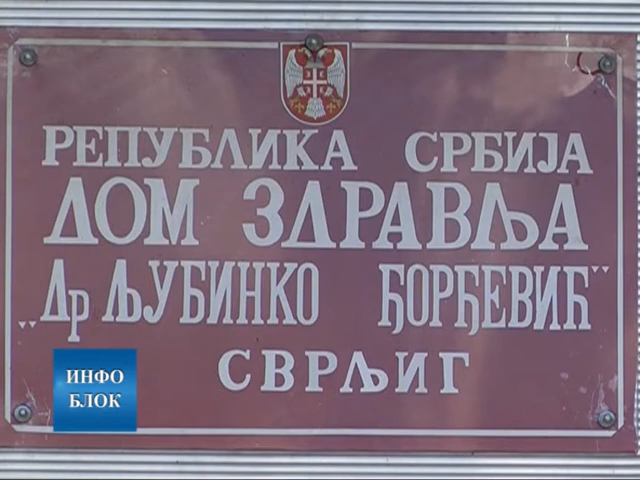 РЕПУБЛИКА СРБИЈА
ДОМ ЗДРАВЉА
„Др ЉУБИНКО ЂОРЂЕВИЋ“
СВРЉИГ
ИНФО
БЛОК